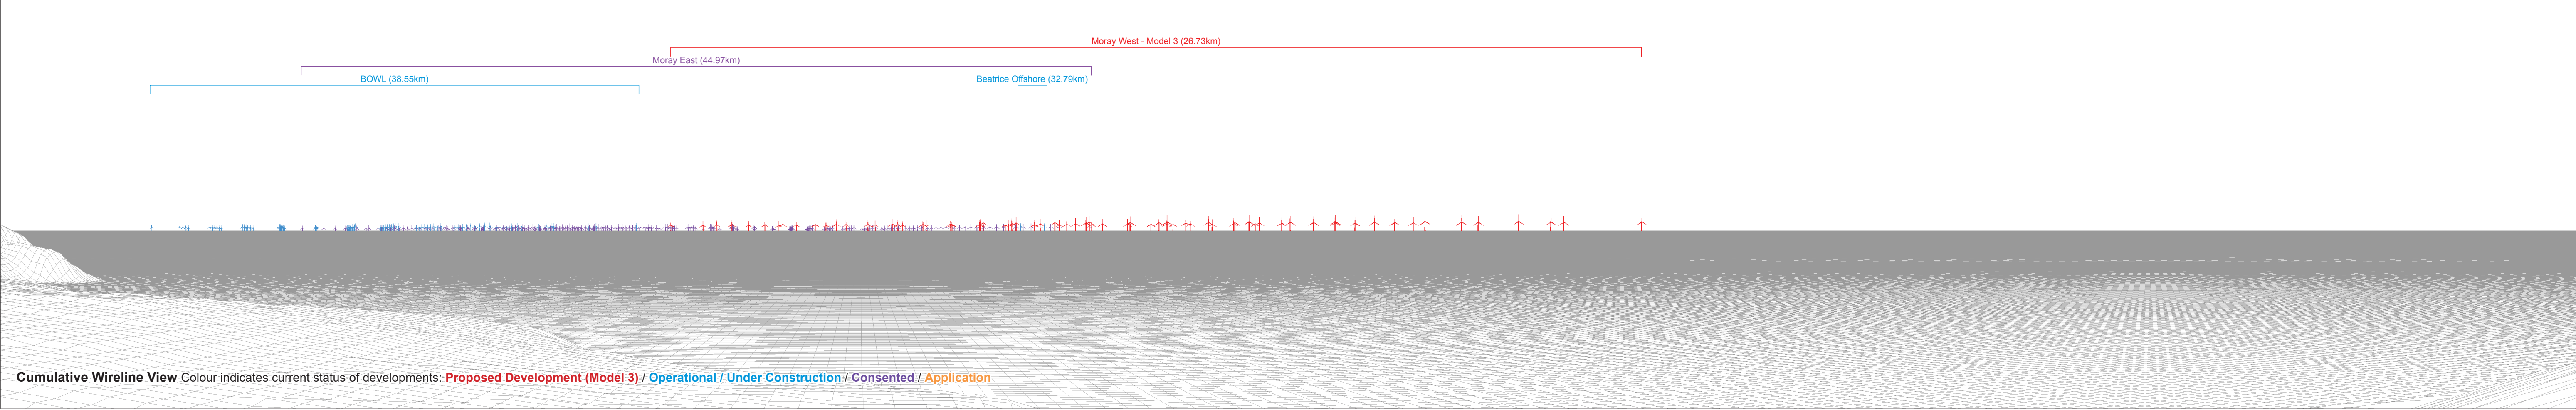 Moray West - Model 3 (26.73km)
Moray East (44.97km)
BOWL (38.55km)
Beatrice Offshore (32.79km)
Cumulative Wireline View Colour indicates current status of developments: Proposed Development (Model 3) / Operational / Under Construction / Consented / Application